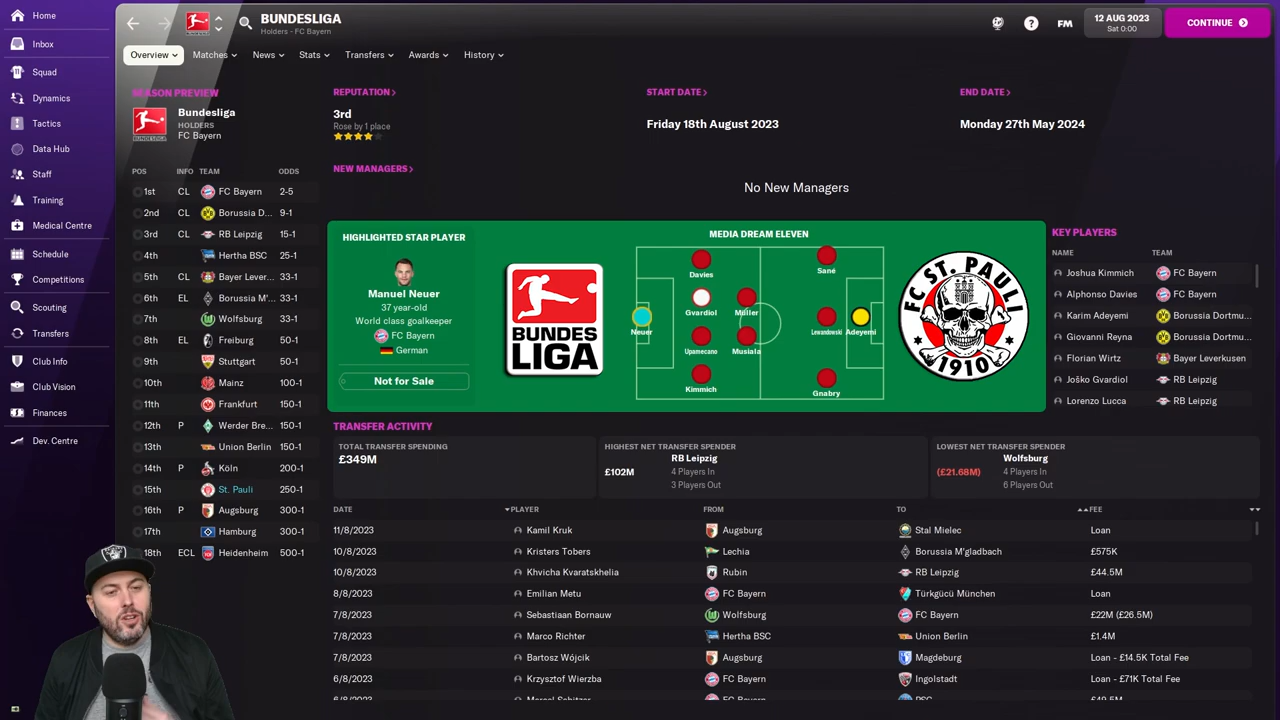 Home
Inbox
Squad
Dynamics
Tactics
Data Hub
Staff
Training
Medical Centre
Schedule
Competitions
Scouting
Transfers
Club Info
Club Vision
Finances
Dev. Centre
BUNDESLIGA
Holders - FC Bayern
FM
12 AUG 2023
Sat 0:00
CONTINUE
Overview
Matches
News
Stats
Transfers
Awards
History
SEASON PREVIEW
Bundesliga
HOLDERS
FC Bayern
REPUTATION
3rd
Rose by 1 place
START DATE
Friday 18th August 2023
END DATE
Monday 27th May 2024
NEW MANAGERS
No New Managers
POS INFO TEAM ODDS
1st CL FC Bayern 2-5
2nd CL Borussia D... 9-1
3rd CL RB Leipzig 15-1
4th Hertha BSC 25-1
5th CL Bayer Lever... 33-1
6th EL Borussia M'... 33-1
7th Wolfsburg 33-1
8th EL Freiburg 50-1
9th Stuttgart 50-1
10th Mainz 100-1
11th Frankfurt 150-1
12th P Werder Bre... 150-1
13th Union Berlin 150-1
14th P Köln 200-1
15th St. Pauli 250-1
16th P Augsburg 300-1
17th Hamburg 300-1
18th ECL Heidenheim 500-1
HIGHLIGHTED STAR PLAYER
Manuel Neuer
37 year-old
World class goalkeeper
FC Bayern
German
Not for Sale
BUNDES
LIGA
MEDIA DREAM ELEVEN
Davies
Sané
Gvardiol
Müller
Neuer
Lewandowski
Adeyemi
Upamecano
Musiala
Kimmich
Gnabry
FC ST. PAULI
1910
KEY PLAYERS
NAME TEAM
Joshua Kimmich FC Bayern
Alphonso Davies FC Bayern
Karim Adeyemi Borussia Dortmu...
Giovanni Reyna Borussia Dortmu...
Florian Wirtz Bayer Leverkusen
Joško Gvardiol RB Leipzig
Lorenzo Lucca RB Leipzig
TRANSFER ACTIVITY
TOTAL TRANSFER SPENDING
£349M
HIGHEST NET TRANSFER SPENDER
£102M
RB Leipzig
4 Players In
3 Players Out
LOWEST NET TRANSFER SPENDER
(£21.68M)
Wolfsburg
4 Players In
6 Players Out
DATE PLAYER FROM TO FEE
11/8/2023 Kamil Kruk Augsburg Stal Mielec Loan
10/8/2023 Kristers Tobers Lechia Borussia M'gladbach £575K
10/8/2023 Khvicha Kvaratskhelia Rubin RB Leipzig £44.5M
8/8/2023 Emilian Metu FC Bayern Türkgücü München Loan
7/8/2023 Sebastiaan Bornauw Wolfsburg FC Bayern £22M (£26.5M)
7/8/2023 Marco Richter Hertha BSC Union Berlin £1.4M
7/8/2023 Bartosz Wójcik Augsburg Magdeburg Loan - £14.5K Total Fee
6/8/2023 Krzysztof Wierzba FC Bayern Ingolstadt Loan - £71K Total Fee
6/8/2023 Marcel Sabitzer FC Bayern PSG £49.5M